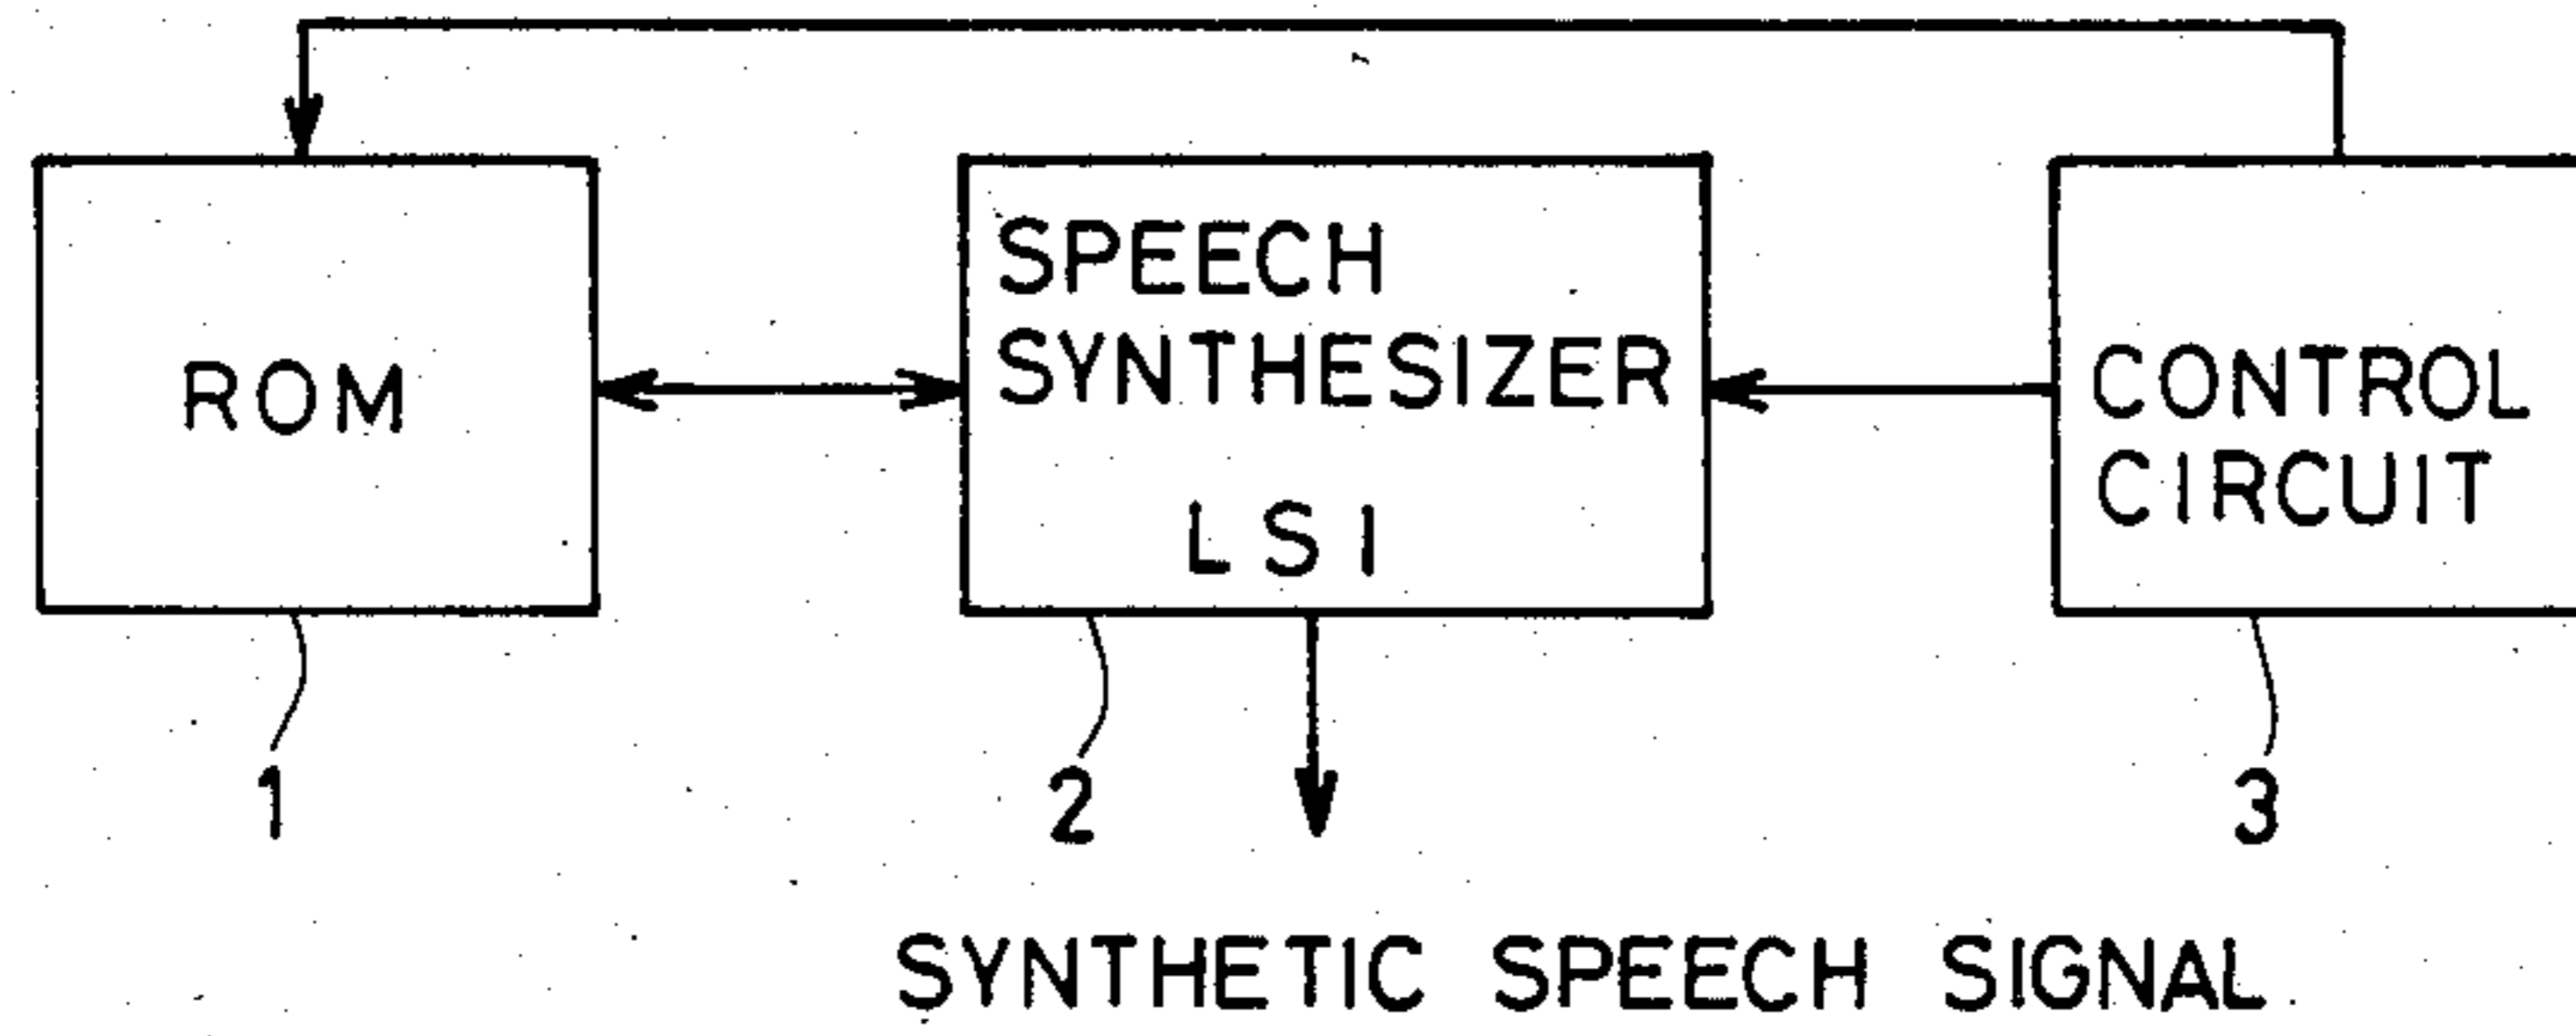 ROM
SPEECH
SYNTHESIZER
LSI
CONTROL
CIRCUIT
1
2
3
SYNTHETIC SPEECH SIGNAL